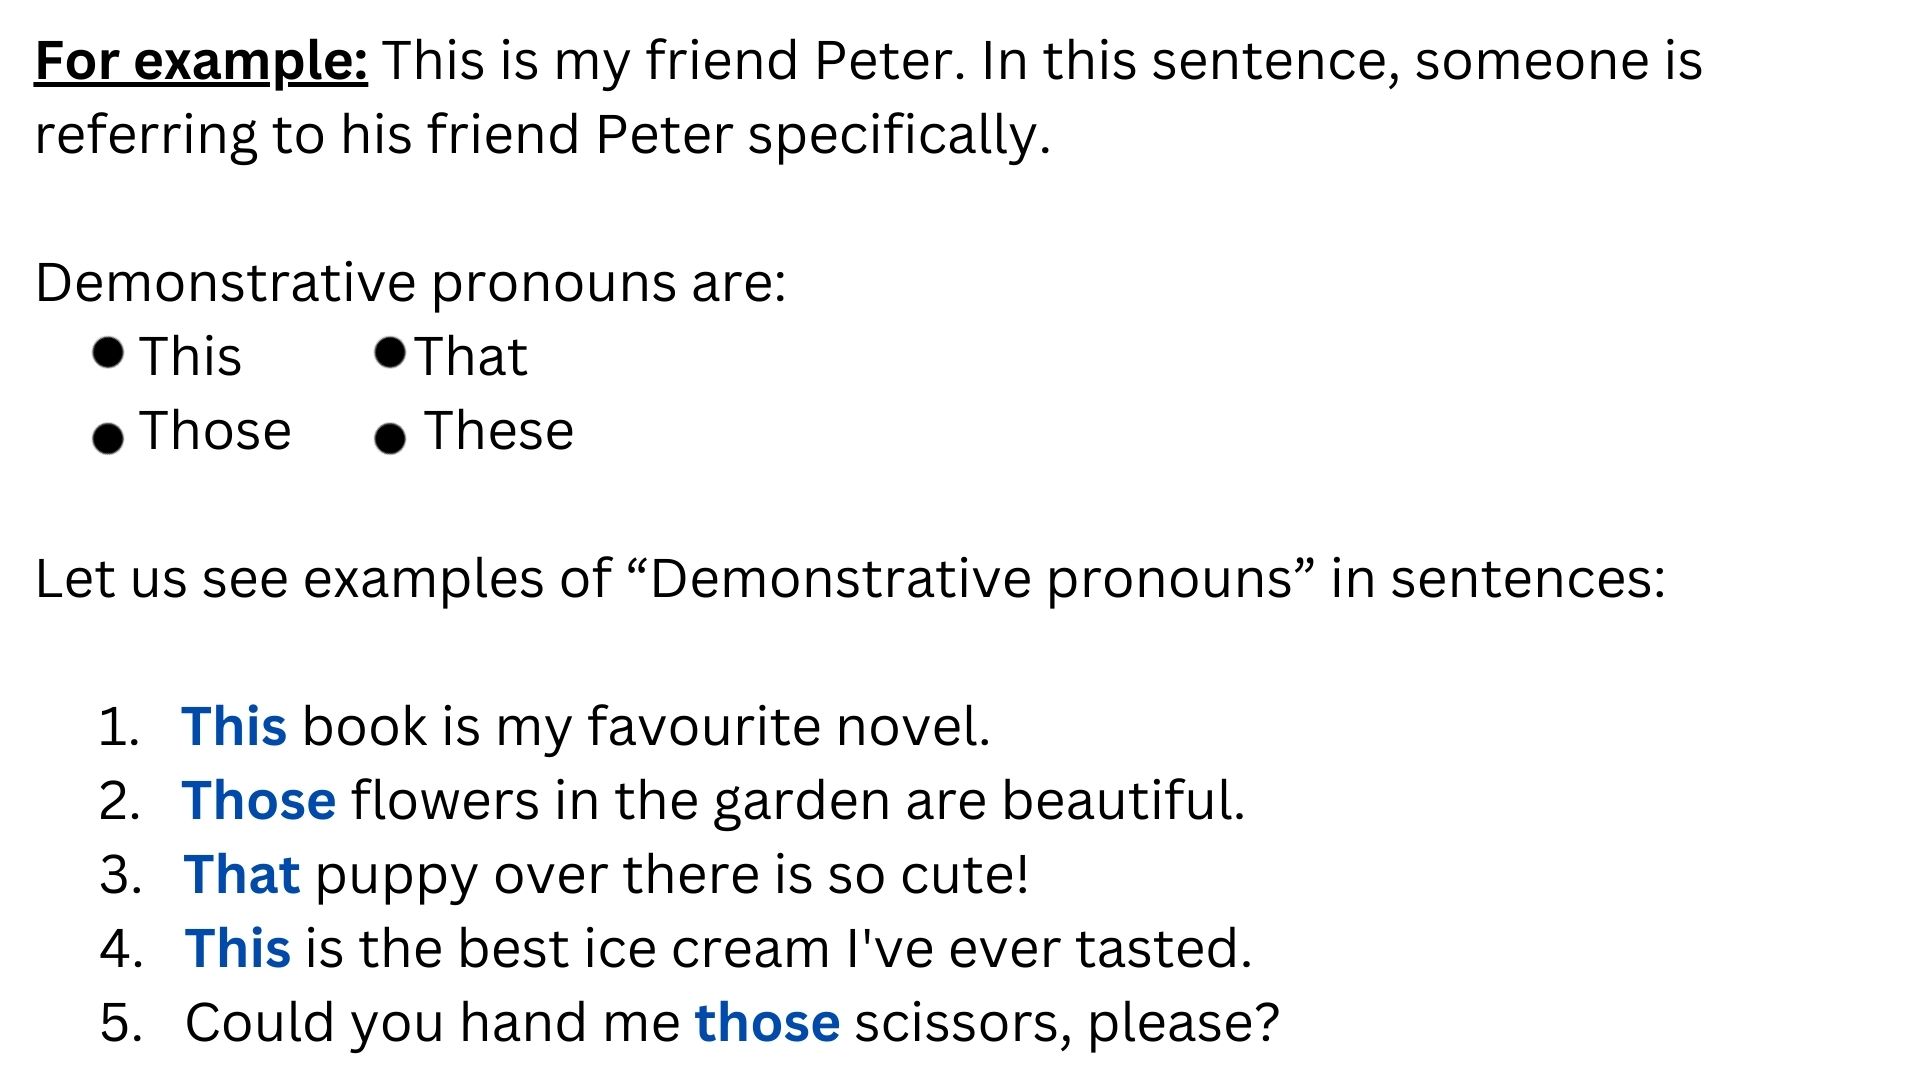 For example: This is my friend Peter. In this sentence, someone is
referring to his friend Peter specifically.
Demonstrative pronouns are:
● This ● That
● Those ● These
Let us see examples of “Demonstrative pronouns” in sentences:
1. This book is my favourite novel.
2. Those flowers in the garden are beautiful.
3. That puppy over there is so cute!
4. This is the best ice cream I've ever tasted.
5. Could you hand me those scissors, please?